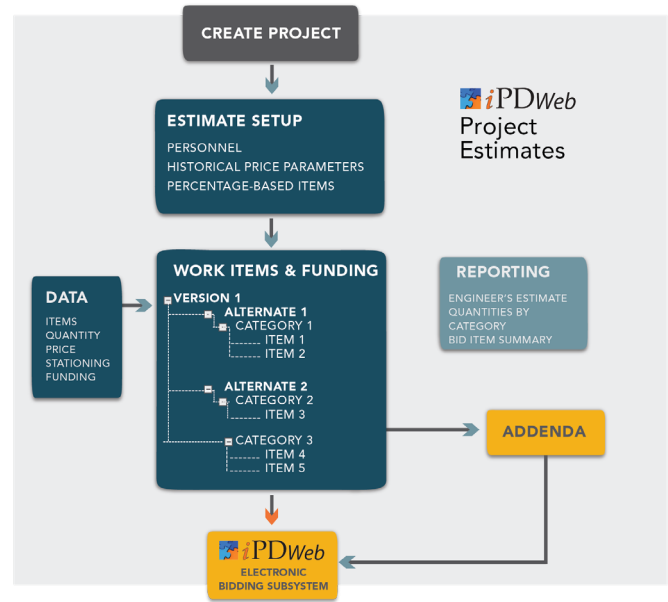 CREATE PROJECT
iPDWeb
Project
Estimates
ESTIMATE SETUP
PERSONNEL
HISTORICAL PRICE PARAMETERS
PERCENTAGE-BASED ITEMS
WORK ITEMS & FUNDING
VERSION 1
ALTERNATE 1
CATEGORY 1
ITEM 1
ITEM 2
ALTERNATE 2
CATEGORY 2
ITEM 3
CATEGORY 3
ITEM 4
ITEM 5
DATA
ITEMS
QUANTITY
PRICE
STATIONING
FUNDING
REPORTING
ENGINEER'S ESTIMATE
QUANTITIES BY
CATEGORY
BID ITEM SUMMARY
ADDENDA
iPDWeb
ELECTRONIC
BIDDING SUBSYSTEM